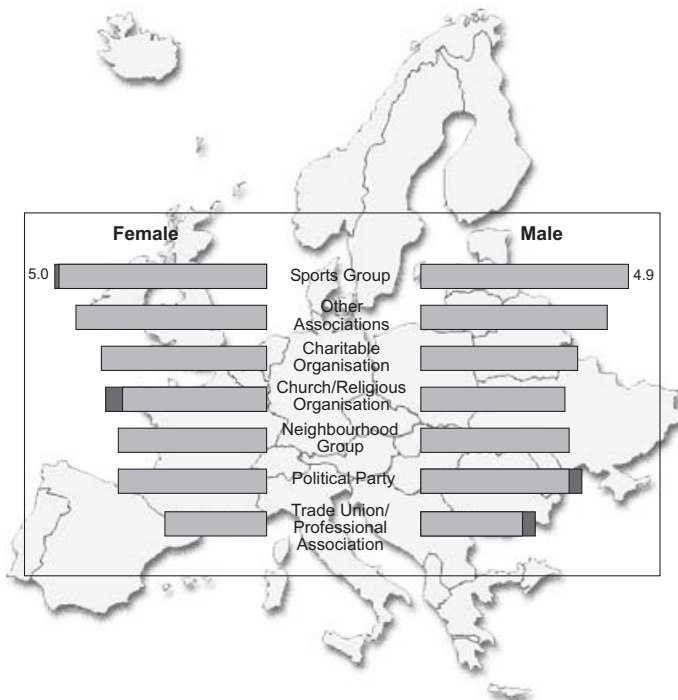 Female
Male
5.0
Sports Group
4.9
Other
Associations
Charitable
Organisation
Church/Religious
Organisation
Neighbourhood
Group
Political Party
Trade Union/
Professional
Association